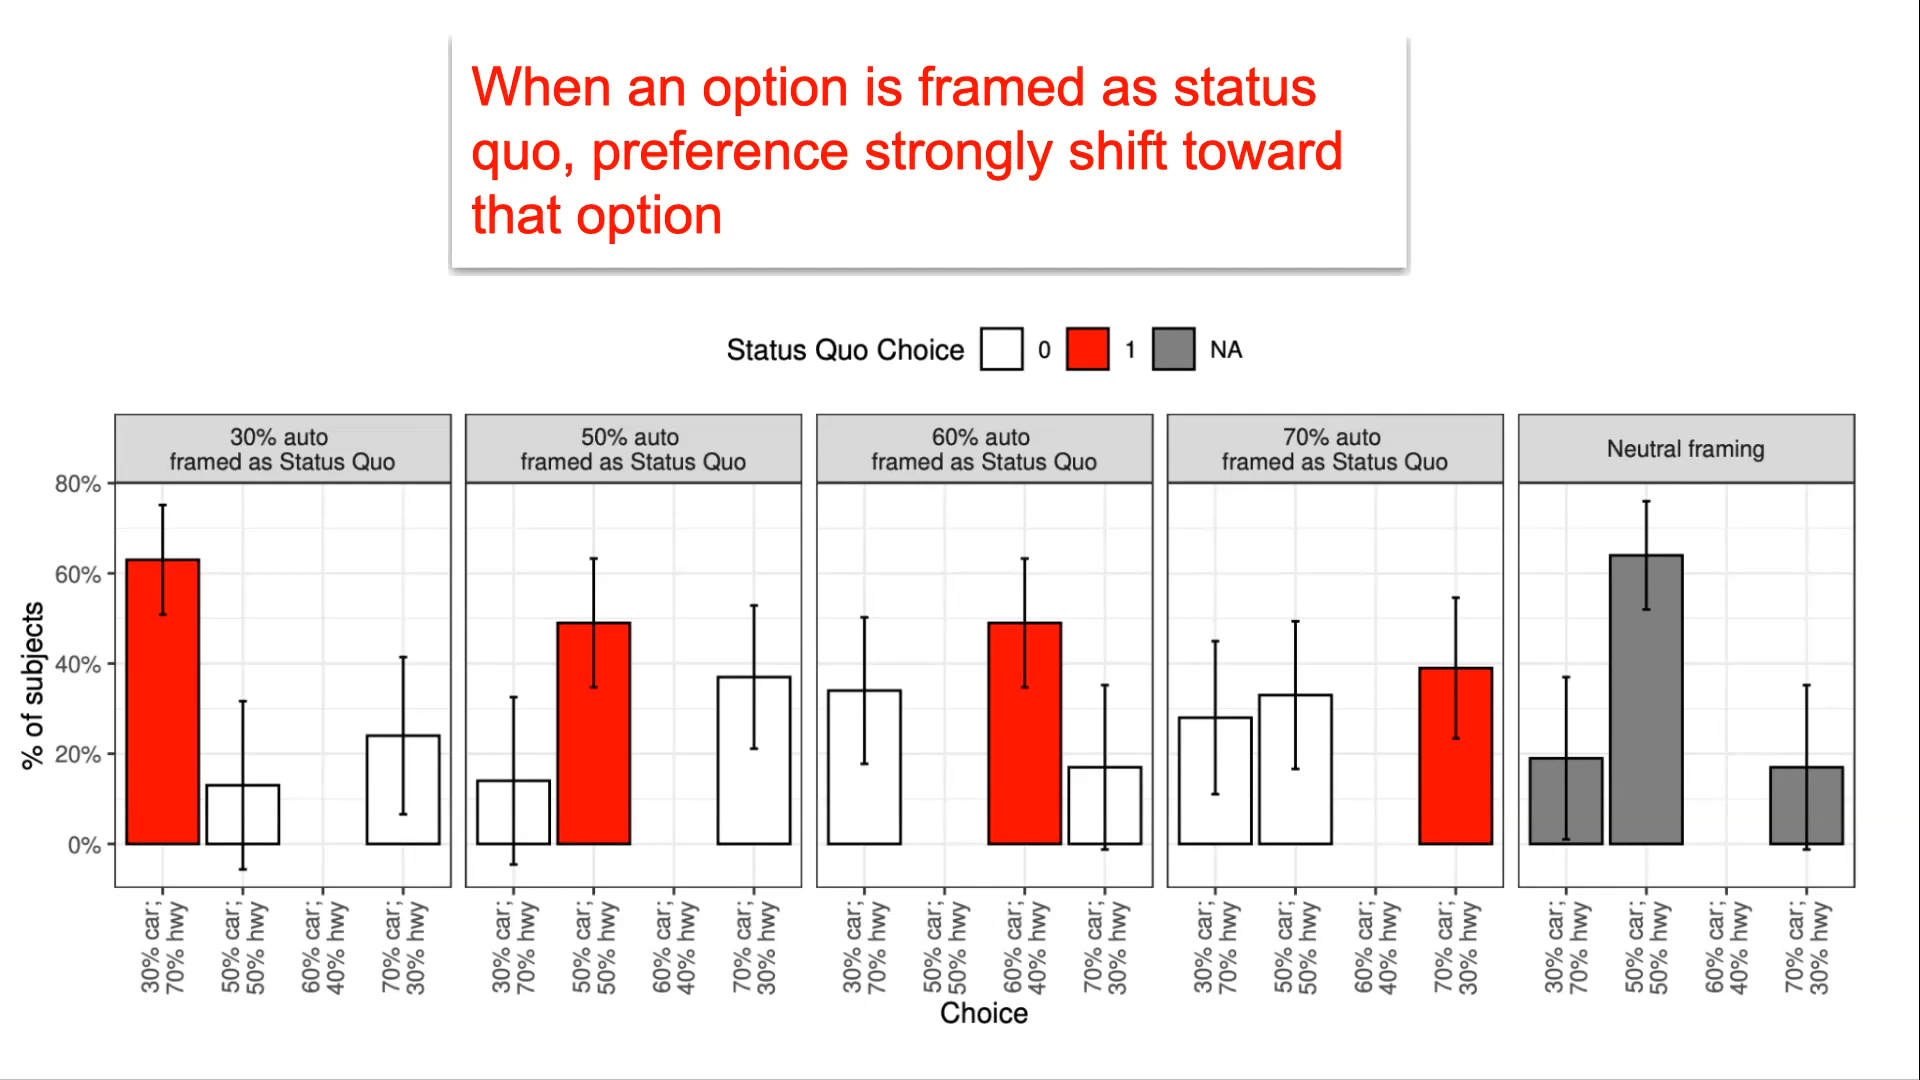 When an option is framed as status
quo, preference strongly shift toward
that option
Status Quo Choice 0 1 NA
30% auto
framed as Status Quo
50% auto
framed as Status Quo
60% auto
framed as Status Quo
70% auto
framed as Status Quo
Neutral framing
% of subjects
80%
60%
40%
20%
0%
30% car;
70% hwy
50% car;
50% hwy
60% car;
40% hwy
70% car;
30% hwy
30% car;
70% hwy
50% car;
50% hwy
60% car;
40% hwy
70% car;
30% hwy
30% car;
70% hwy
50% car;
50% hwy
60% car;
40% hwy
70% car;
30% hwy
30% car;
70% hwy
50% car;
50% hwy
60% car;
40% hwy
70% car;
30% hwy
30% car;
70% hwy
50% car;
50% hwy
60% car;
40% hwy
70% car;
30% hwy
Choice